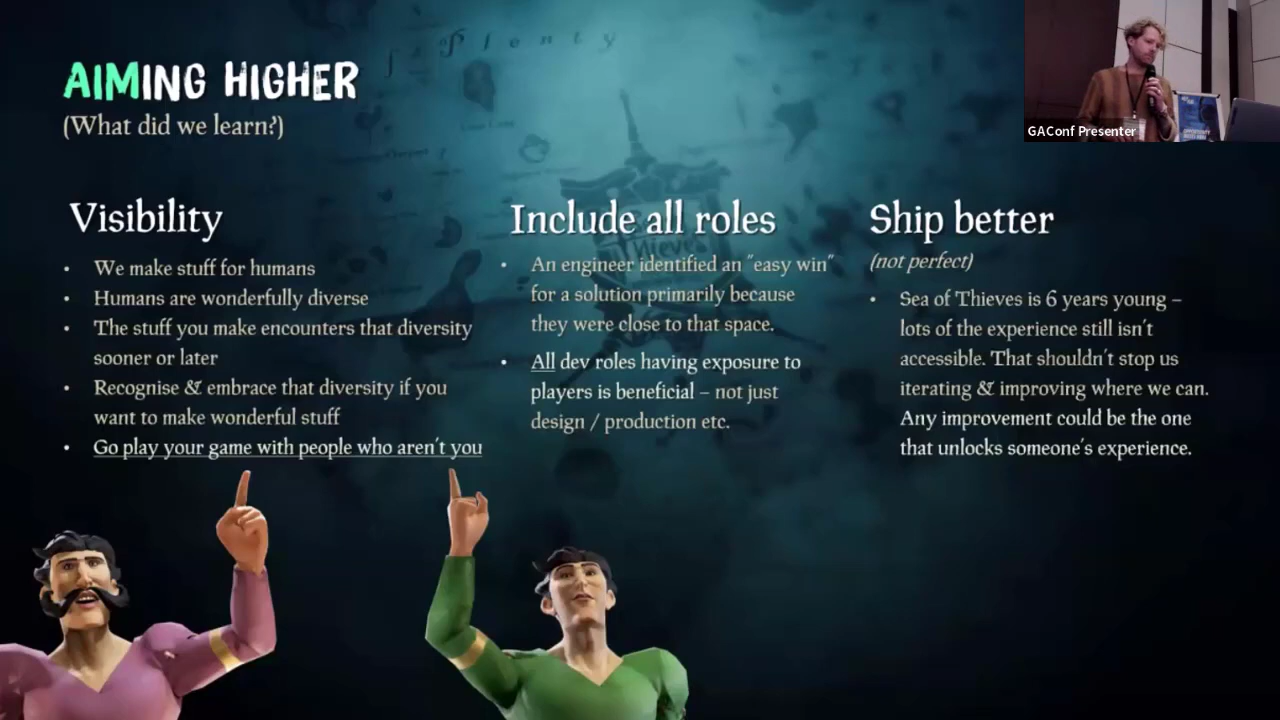 AIMING HIGHER
(What did we learn?)
Visibility
• We make stuff for humans
• Humans are wonderfully diverse
• The stuff you make encounters that diversity
sooner or later
• Recognise & embrace that diversity if you
want to make wonderful stuff
• Go play your game with people who aren't you
Include all roles
• An engineer identified an "easy win"
for a solution primarily because
they were close to that space.
• All dev roles having exposure to
players is beneficial – not just
design / production etc.
Ship better
(not perfect)
• Sea of Thieves is 6 years young –
lots of the experience still isn't
accessible. That shouldn't stop us
iterating & improving where we can.
Any improvement could be the one
that unlocks someone's experience.
GAConf Presenter
Plenty
Thieves